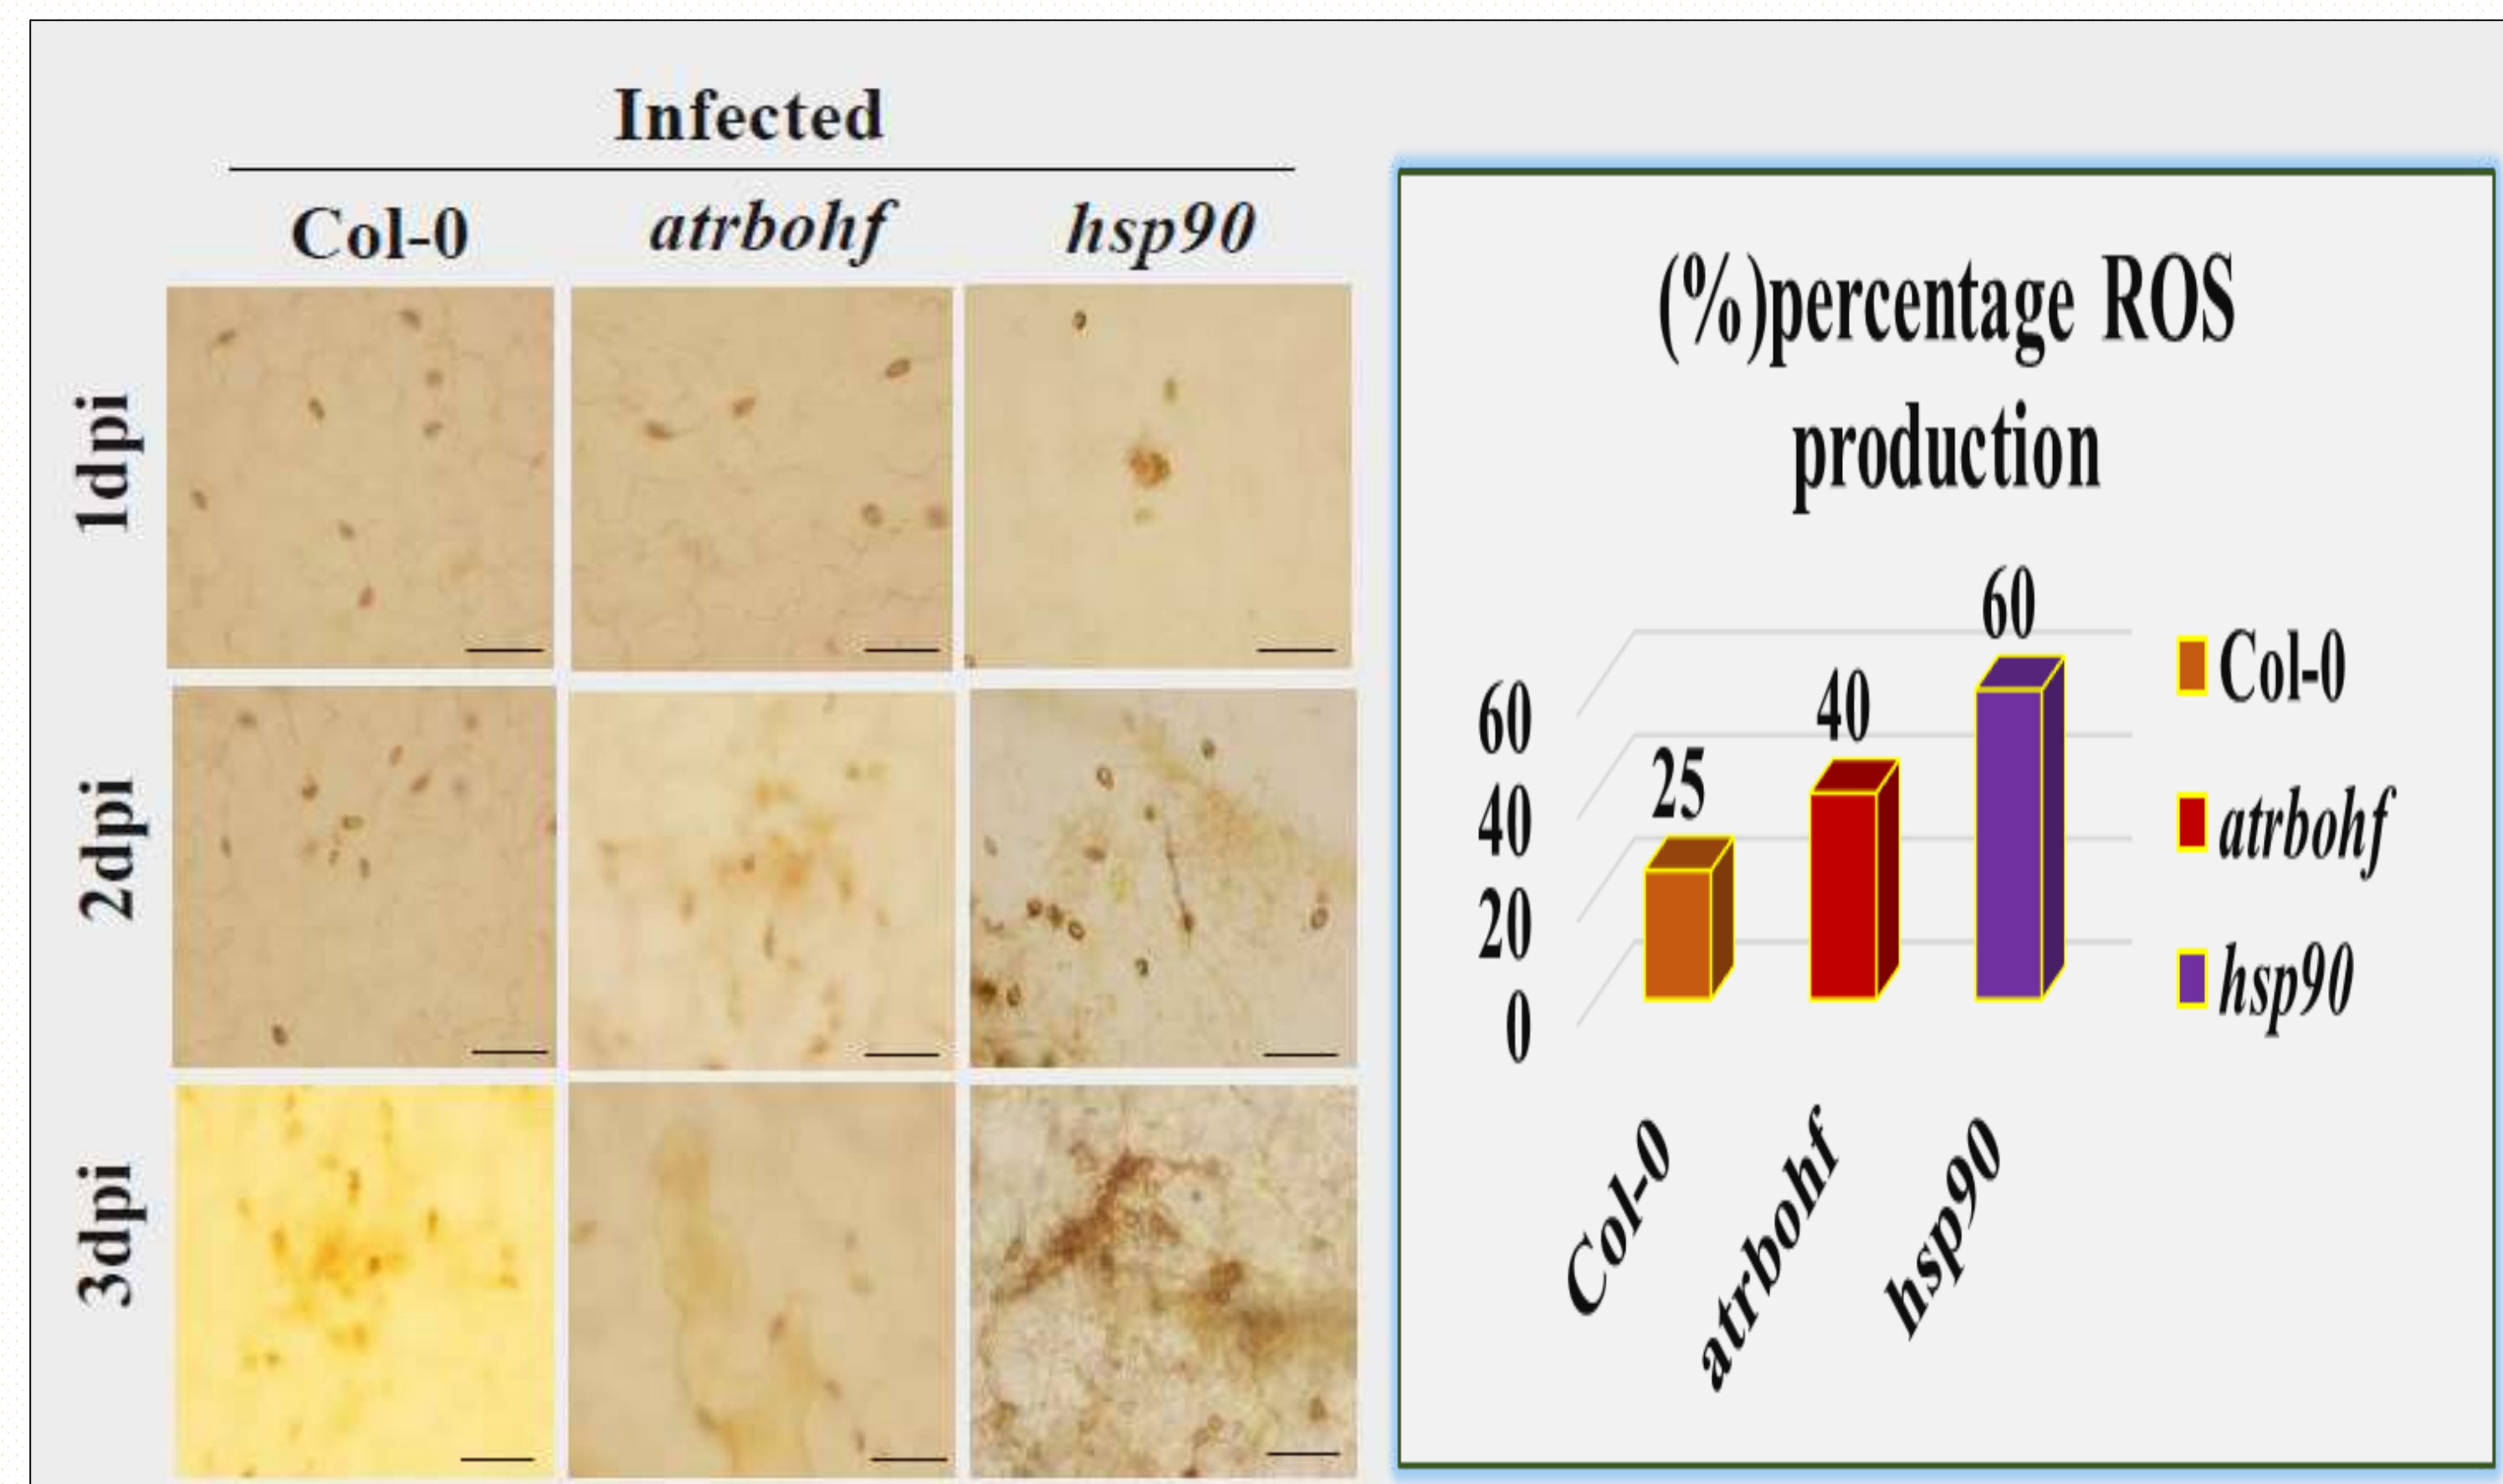 Infected
Col-0 atrbohf hsp90
1dpi
2dpi
3dpi
(%)percentage ROS
production
60
40
20
0
25
40
60
Col-0
atrbohf
hsp90
Col-0
atrbohf
hsp90